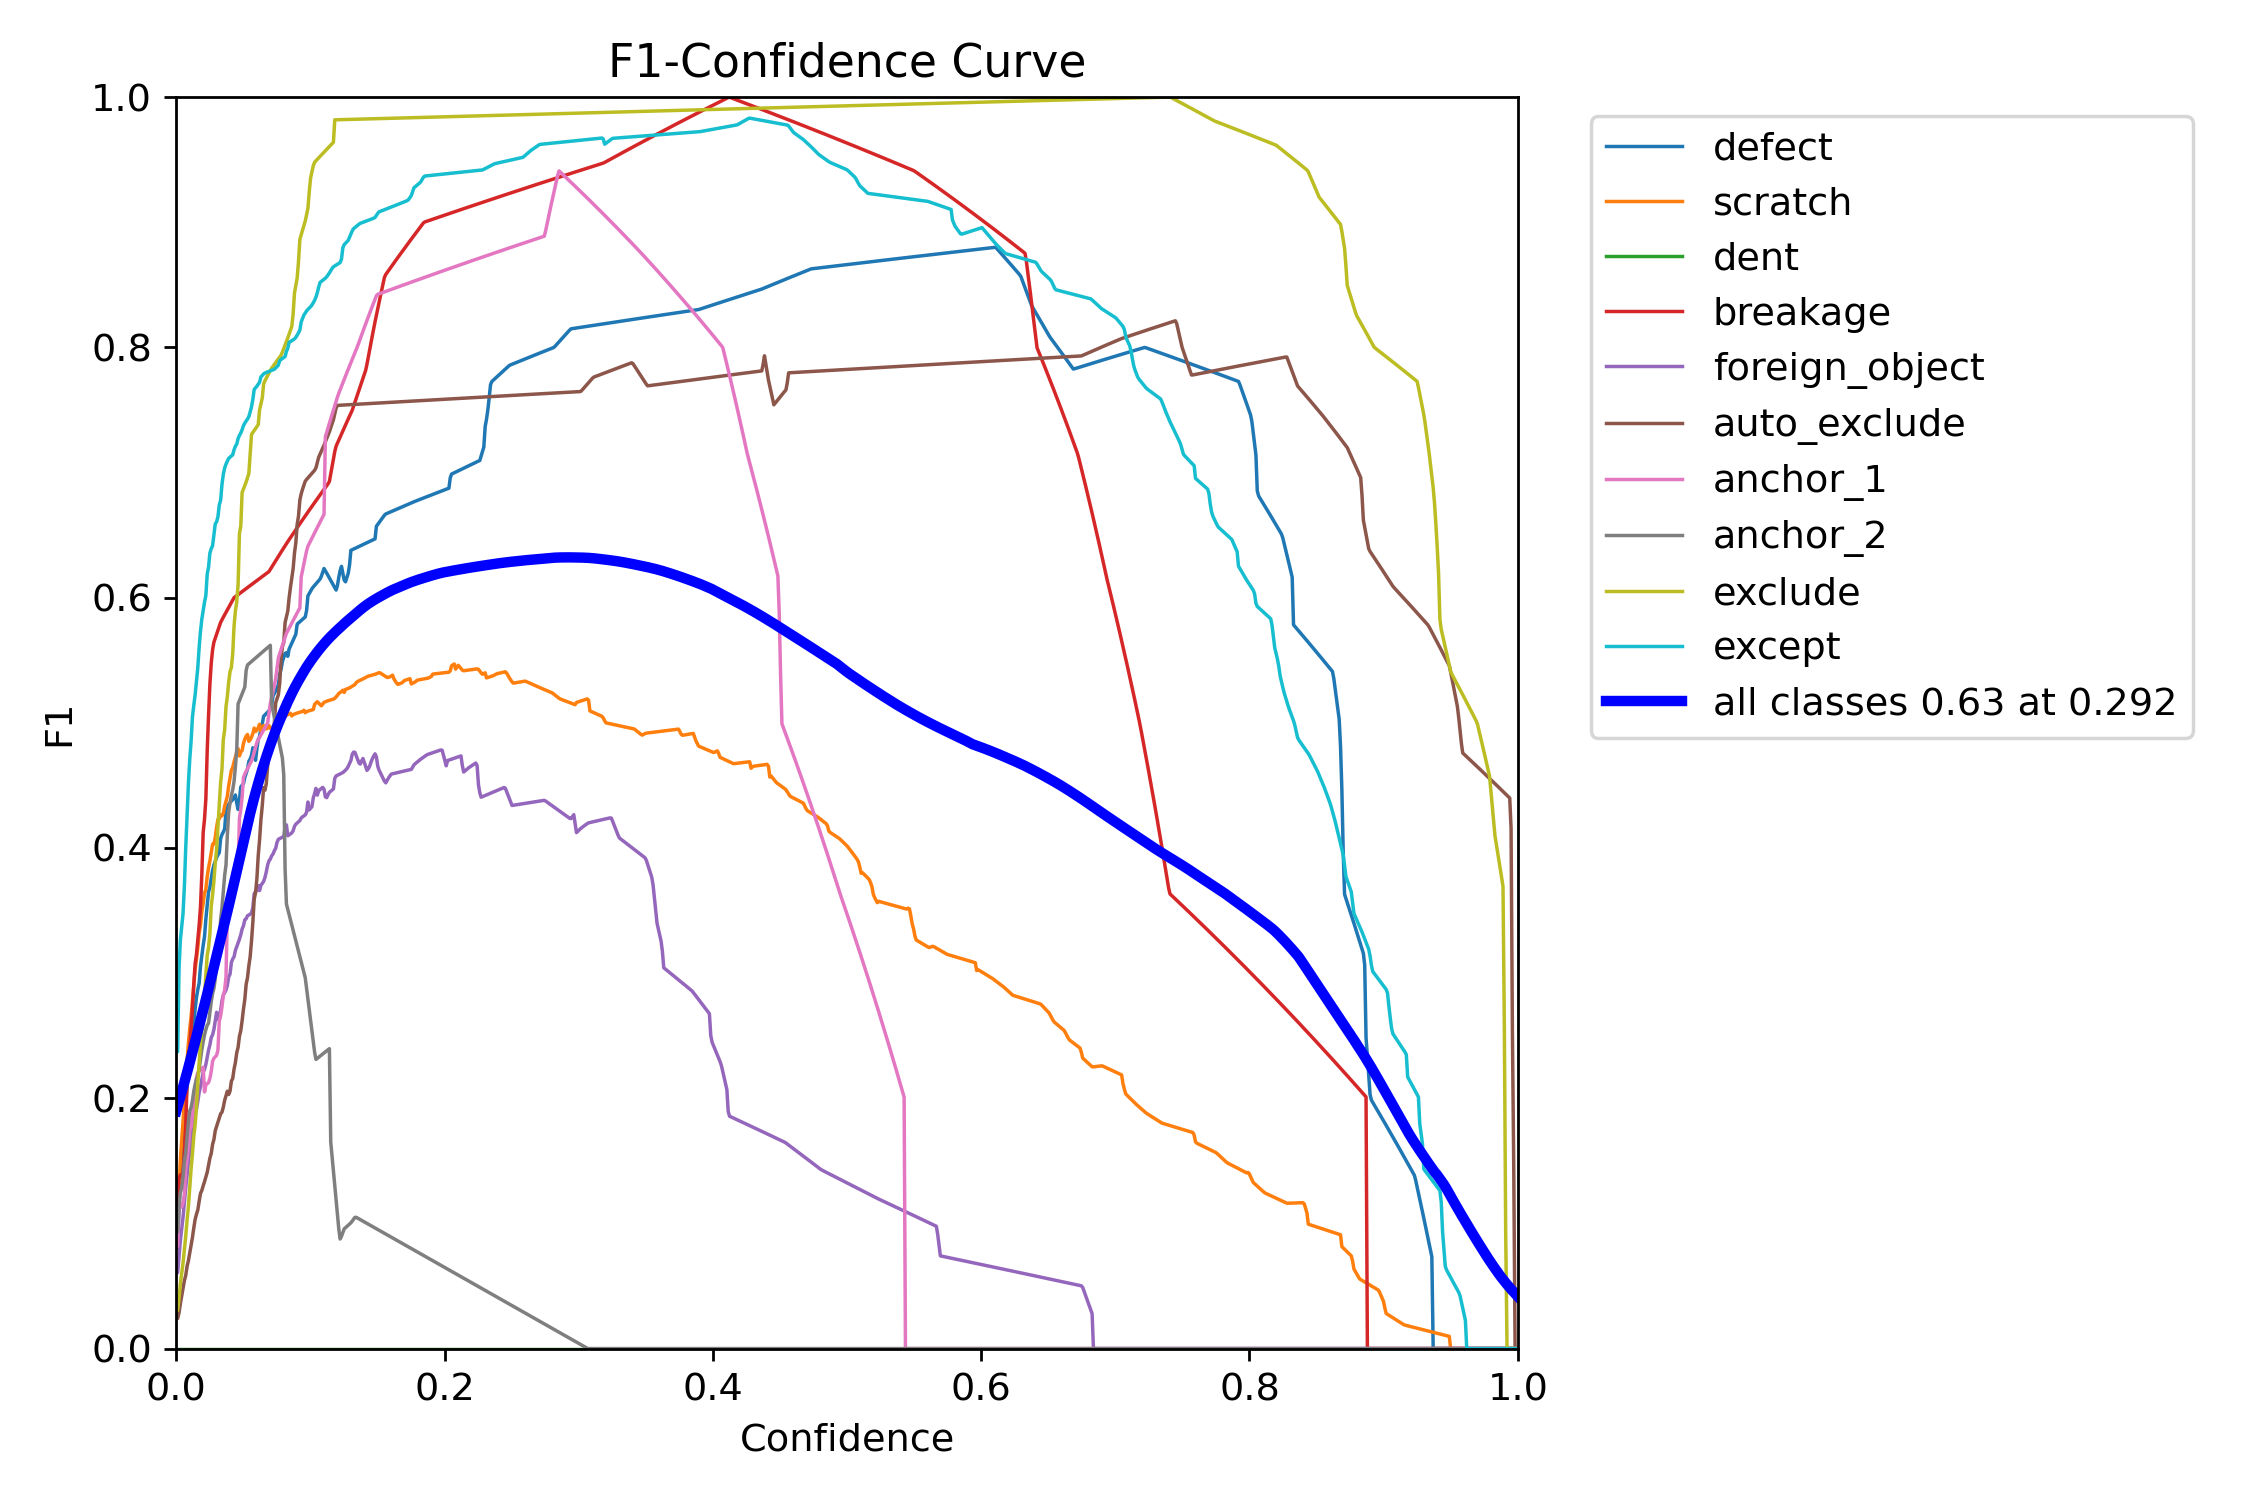 F1-Confidence Curve
1.0
0.8
0.6
0.4
0.2
0.0
F1
0.0 0.2 0.4 0.6 0.8 1.0
Confidence
defect
scratch
dent
breakage
foreign_object
auto_exclude
anchor_1
anchor_2
exclude
except
all classes 0.63 at 0.292